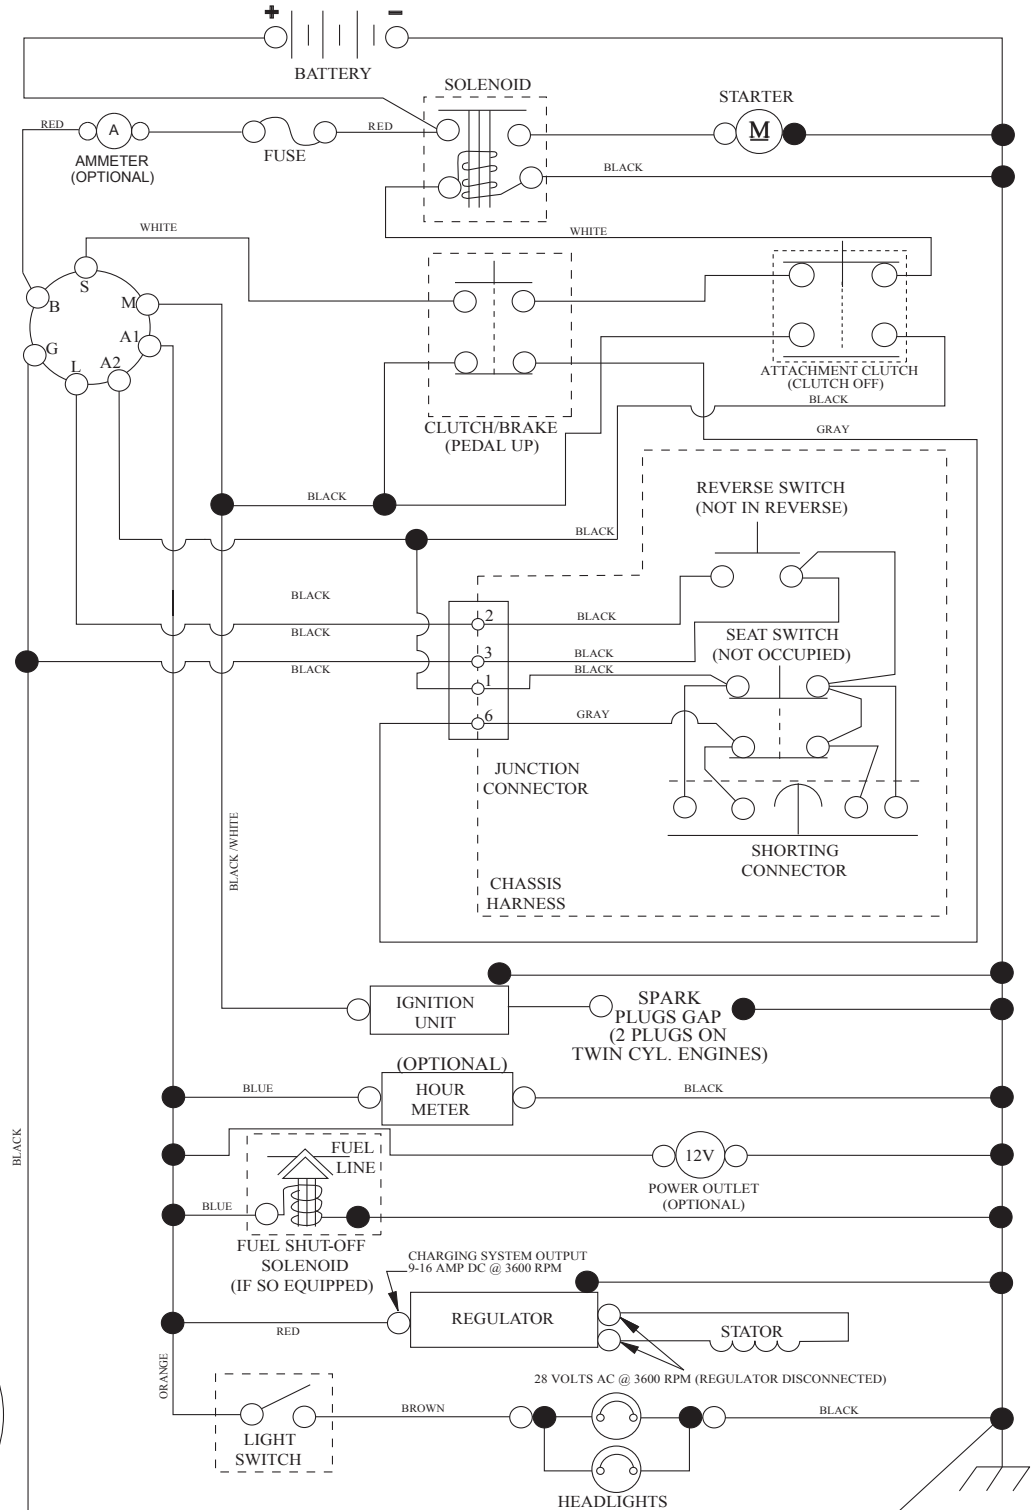 + –
BATTERY
SOLENOID
STARTER
RED
A
RED
M
FUSE
AMMETER
(OPTIONAL)
BLACK
WHITE
WHITE
S
B
M
A1
G
L
A2
ATTACHMENT CLUTCH
(CLUTCH OFF)
BLACK
CLUTCH/BRAKE
(PEDAL UP)
GRAY
REVERSE SWITCH
(NOT IN REVERSE)
BLACK
BLACK
BLACK
2
BLACK
BLACK
SEAT SWITCH
(NOT OCCUPIED)
3
BLACK
BLACK
BLACK
1
6
GRAY
JUNCTION
CONNECTOR
BLACK /WHITE
SHORTING
CONNECTOR
CHASSIS
HARNESS
IGNITION
UNIT
SPARK
PLUGS GAP
(2 PLUGS ON
TWIN CYL. ENGINES)
(OPTIONAL)
HOUR
METER
BLUE
BLACK
BLACK
FUEL
LINE
12V
POWER OUTLET
(OPTIONAL)
BLUE
FUEL SHUT-OFF
SOLENOID
(IF SO EQUIPPED)
CHARGING SYSTEM OUTPUT
9-16 AMP DC @ 3600 RPM
REGULATOR
RED
STATOR
ORANGE
28 VOLTS AC @ 3600 RPM (REGULATOR DISCONNECTED)
BROWN
BLACK
LIGHT
SWITCH
HEADLIGHTS